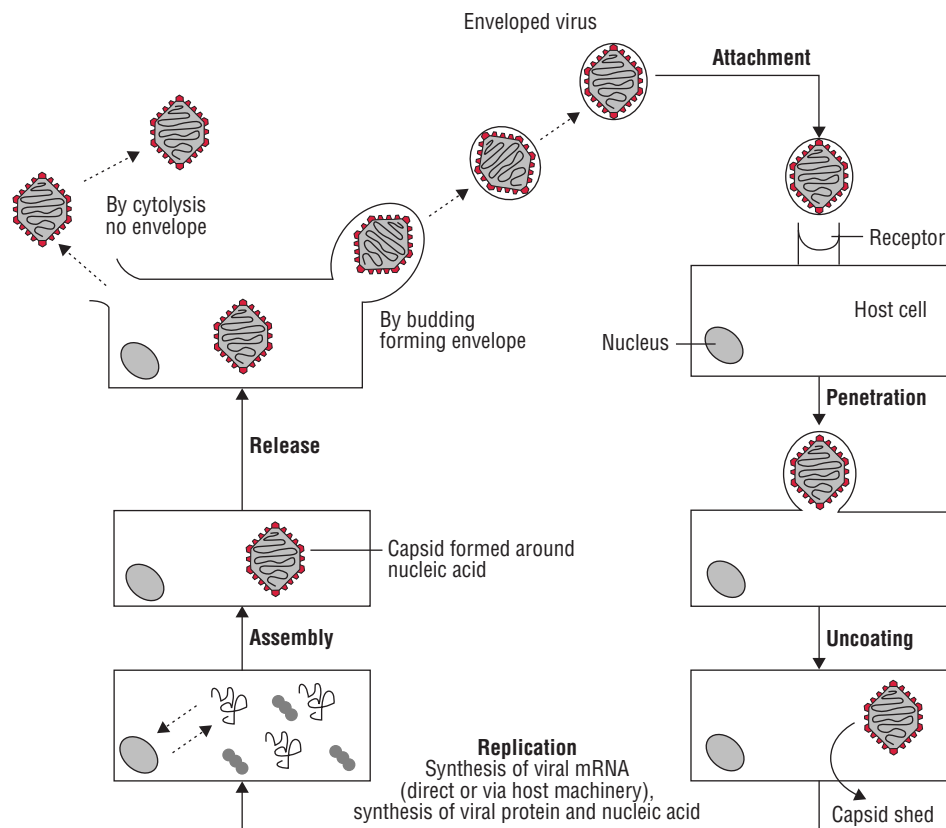 Enveloped virus
Attachment
By cytolysis
no envelope
Receptor
By budding
forming envelope
Host cell
Nucleus
Penetration
Release
Capsid formed around
nucleic acid
Assembly
Uncoating
Replication
Synthesis of viral mRNA
(direct or via host machinery),
synthesis of viral protein and nucleic acid
Capsid shed